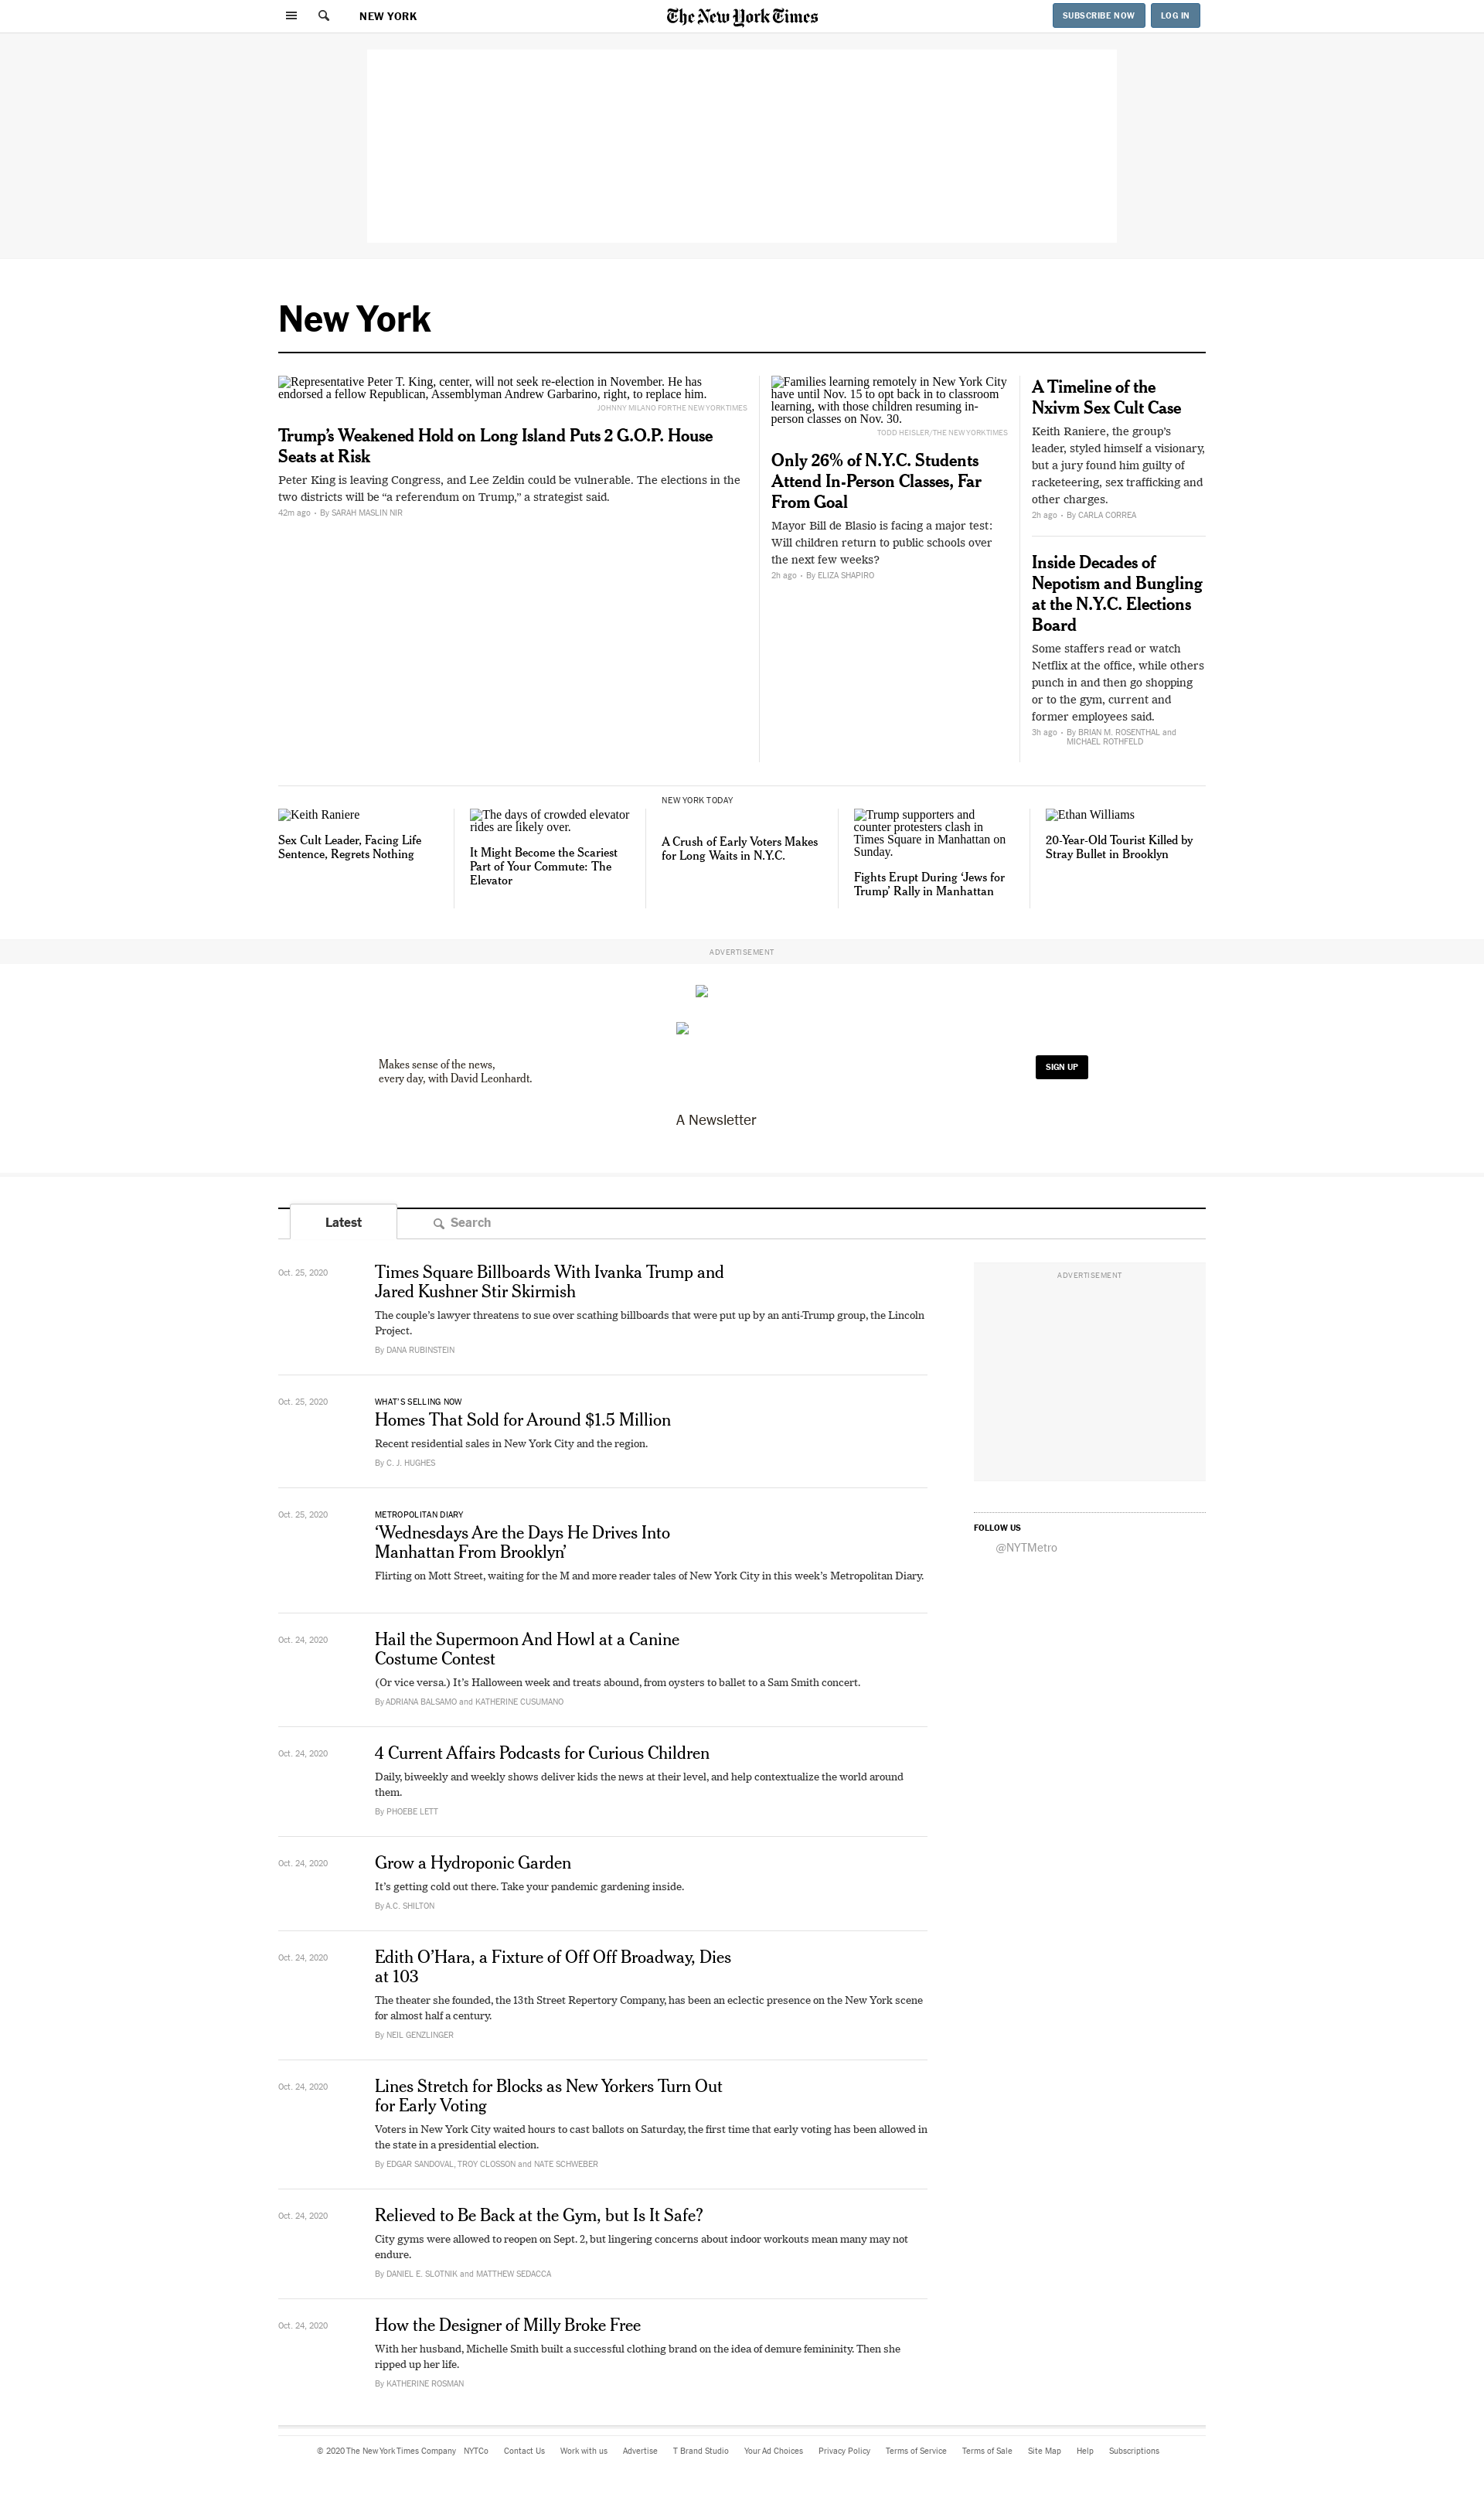 NEW YORK
The New York Times
SUBSCRIBE NOW
LOG IN
New York
Representative Peter T. King, center, will not seek re-election in November. He has
endorsed a fellow Republican, Assemblyman Andrew Garbarino, right, to replace him.
JOHNNY MILANO FOR THE NEW YORK TIMES
Trump’s Weakened Hold on Long Island Puts 2 G.O.P. House
Seats at Risk
Peter King is leaving Congress, and Lee Zeldin could be vulnerable. The elections in the
two districts will be “a referendum on Trump,” a strategist said.
42m ago • By SARAH MASLIN NIR
Families learning remotely in New York City
have until Nov. 15 to opt back in to classroom
learning, with those children resuming in-
person classes on Nov. 30.
TODD HEISLER/THE NEW YORK TIMES
Only 26% of N.Y.C. Students
Attend In-Person Classes, Far
From Goal
Mayor Bill de Blasio is facing a major test:
Will children return to public schools over
the next few weeks?
2h ago • By ELIZA SHAPIRO
A Timeline of the
Nxivm Sex Cult Case
Keith Raniere, the group’s
leader, styled himself a visionary,
but a jury found him guilty of
racketeering, sex trafficking and
other charges.
2h ago • By CARLA CORREA
Inside Decades of
Nepotism and Bungling
at the N.Y.C. Elections
Board
Some staffers read or watch
Netflix at the office, while others
punch in and then go shopping
or to the gym, current and
former employees said.
3h ago • By BRIAN M. ROSENTHAL and
MICHAEL ROTHFELD
Keith Raniere
Sex Cult Leader, Facing Life
Sentence, Regrets Nothing
The days of crowded elevator
rides are likely over.
It Might Become the Scariest
Part of Your Commute: The
Elevator
NEW YORK TODAY
A Crush of Early Voters Makes
for Long Waits in N.Y.C.
Trump supporters and
counter protesters clash in
Times Square in Manhattan on
Sunday.
Fights Erupt During ‘Jews for
Trump’ Rally in Manhattan
Ethan Williams
20-Year-Old Tourist Killed by
Stray Bullet in Brooklyn
ADVERTISEMENT
Makes sense of the news,
every day, with David Leonhardt.
SIGN UP
A Newsletter
Latest
Search
Oct. 25, 2020
Times Square Billboards With Ivanka Trump and
Jared Kushner Stir Skirmish
The couple’s lawyer threatens to sue over scathing billboards that were put up by an anti-Trump group, the Lincoln
Project.
By DANA RUBINSTEIN
ADVERTISEMENT
Oct. 25, 2020
WHAT’S SELLING NOW
Homes That Sold for Around $1.5 Million
Recent residential sales in New York City and the region.
By C. J. HUGHES
Oct. 25, 2020
METROPOLITAN DIARY
‘Wednesdays Are the Days He Drives Into
Manhattan From Brooklyn’
Flirting on Mott Street, waiting for the M and more reader tales of New York City in this week’s Metropolitan Diary.
FOLLOW US
@NYTMetro
Oct. 24, 2020
Hail the Supermoon And Howl at a Canine
Costume Contest
(Or vice versa.) It’s Halloween week and treats abound, from oysters to ballet to a Sam Smith concert.
By ADRIANA BALSAMO and KATHERINE CUSUMANO
Oct. 24, 2020
4 Current Affairs Podcasts for Curious Children
Daily, biweekly and weekly shows deliver kids the news at their level, and help contextualize the world around
them.
By PHOEBE LETT
Oct. 24, 2020
Grow a Hydroponic Garden
It’s getting cold out there. Take your pandemic gardening inside.
By A.C. SHILTON
Oct. 24, 2020
Edith O’Hara, a Fixture of Off Off Broadway, Dies
at 103
The theater she founded, the 13th Street Repertory Company, has been an eclectic presence on the New York scene
for almost half a century.
By NEIL GENZLINGER
Oct. 24, 2020
Lines Stretch for Blocks as New Yorkers Turn Out
for Early Voting
Voters in New York City waited hours to cast ballots on Saturday, the first time that early voting has been allowed in
the state in a presidential election.
By EDGAR SANDOVAL, TROY CLOSSON and NATE SCHWEBER
Oct. 24, 2020
Relieved to Be Back at the Gym, but Is It Safe?
City gyms were allowed to reopen on Sept. 2, but lingering concerns about indoor workouts mean many may not
endure.
By DANIEL E. SLOTNIK and MATTHEW SEDACCA
Oct. 24, 2020
How the Designer of Milly Broke Free
With her husband, Michelle Smith built a successful clothing brand on the idea of demure femininity. Then she
ripped up her life.
By KATHERINE ROSMAN
© 2020 The New York Times Company NYTCo Contact Us Work with us Advertise T Brand Studio Your Ad Choices Privacy Policy Terms of Service Terms of Sale Site Map Help Subscriptions